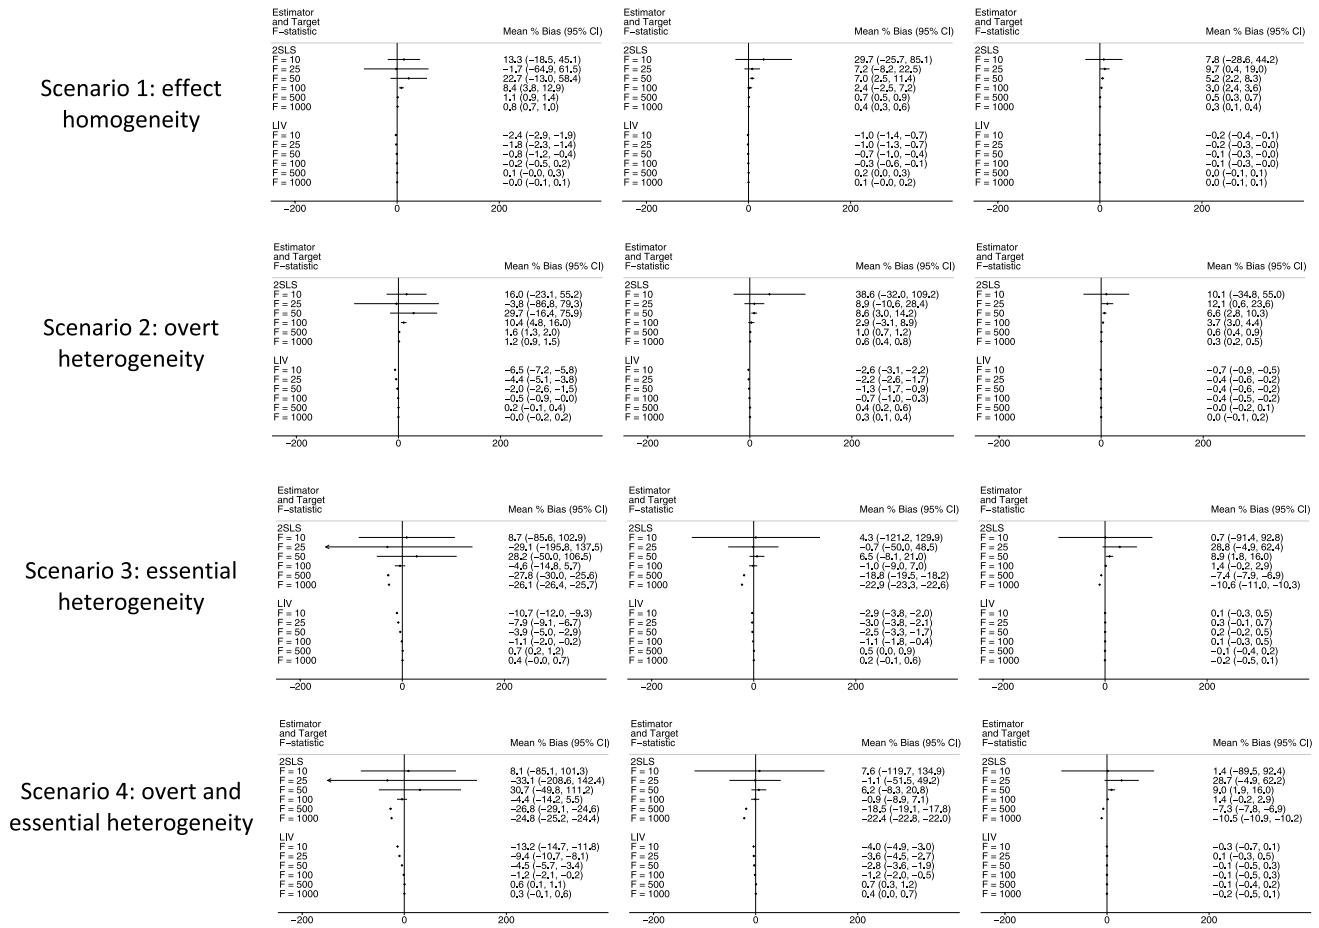 Scenario 1: effect
homogeneity
Estimator
and Target
F−statistic Mean % Bias (95% CI)
2SLS
F = 10 13.3 (−18.5, 45.1)
F = 25 −1.7 (−64.9, 61.5)
F = 50 22.7 (−13.0, 58.4)
F = 100 8.4 (3.8, 12.9)
F = 500 1.1 (0.9, 1.4)
F = 1000 0.8 (0.7, 1.0)
LIV
F = 10 −2.4 (−2.9, −1.9)
F = 25 −1.8 (−2.3, −1.4)
F = 50 −0.8 (−1.2, −0.4)
F = 100 −0.2 (−0.5, 0.2)
F = 500 0.1 (−0.0, 0.3)
F = 1000 −0.0 (−0.1, 0.1)
−200 0 200
Estimator
and Target
F−statistic Mean % Bias (95% CI)
2SLS
F = 10 29.7 (−25.7, 85.1)
F = 25 7.2 (−8.2, 22.5)
F = 50 7.0 (2.5, 11.4)
F = 100 2.4 (−2.5, 7.2)
F = 500 0.7 (0.5, 0.9)
F = 1000 0.4 (0.3, 0.6)
LIV
F = 10 −1.0 (−1.4, −0.7)
F = 25 −1.0 (−1.3, −0.7)
F = 50 −0.7 (−1.0, −0.4)
F = 100 −0.3 (−0.6, −0.1)
F = 500 0.2 (0.0, 0.3)
F = 1000 0.1 (−0.0, 0.2)
−200 0 200
Estimator
and Target
F−statistic Mean % Bias (95% CI)
2SLS
F = 10 7.8 (−28.6, 44.2)
F = 25 9.7 (0.4, 19.0)
F = 50 5.2 (2.2, 8.3)
F = 100 3.0 (2.4, 3.6)
F = 500 0.5 (0.3, 0.7)
F = 1000 0.3 (0.1, 0.4)
LIV
F = 10 −0.2 (−0.4, −0.1)
F = 25 −0.2 (−0.3, −0.0)
F = 50 −0.1 (−0.3, −0.0)
F = 100 −0.1 (−0.3, −0.0)
F = 500 0.0 (−0.1, 0.1)
F = 1000 0.0 (−0.1, 0.1)
−200 0 200
Scenario 2: overt
heterogeneity
Estimator
and Target
F−statistic Mean % Bias (95% CI)
2SLS
F = 10 16.0 (−23.1, 55.2)
F = 25 −3.8 (−86.8, 79.3)
F = 50 29.7 (−16.4, 75.9)
F = 100 10.4 (4.8, 16.0)
F = 500 1.6 (1.3, 2.0)
F = 1000 1.2 (0.9, 1.5)
LIV
F = 10 −6.5 (−7.2, −5.8)
F = 25 −4.4 (−5.1, −3.8)
F = 50 −2.0 (−2.6, −1.5)
F = 100 −0.5 (−0.9, −0.0)
F = 500 0.2 (−0.1, 0.4)
F = 1000 −0.0 (−0.2, 0.2)
−200 0 200
Estimator
and Target
F−statistic Mean % Bias (95% CI)
2SLS
F = 10 38.6 (−32.0, 109.2)
F = 25 8.9 (−10.6, 28.4)
F = 50 8.6 (3.0, 14.2)
F = 100 2.9 (−3.1, 8.9)
F = 500 1.0 (0.7, 1.2)
F = 1000 0.6 (0.4, 0.8)
LIV
F = 10 −2.6 (−3.1, −2.2)
F = 25 −2.2 (−2.6, −1.7)
F = 50 −1.3 (−1.7, −0.9)
F = 100 −0.7 (−1.0, −0.3)
F = 500 0.4 (0.2, 0.6)
F = 1000 0.3 (0.1, 0.4)
−200 0 200
Estimator
and Target
F−statistic Mean % Bias (95% CI)
2SLS
F = 10 10.1 (−34.8, 55.0)
F = 25 12.1 (0.6, 23.6)
F = 50 6.6 (2.8, 10.3)
F = 100 3.7 (3.0, 4.4)
F = 500 0.6 (0.4, 0.9)
F = 1000 0.3 (0.2, 0.5)
LIV
F = 10 −0.7 (−0.9, −0.5)
F = 25 −0.4 (−0.6, −0.2)
F = 50 −0.4 (−0.6, −0.2)
F = 100 −0.4 (−0.5, −0.2)
F = 500 −0.0 (−0.2, 0.1)
F = 1000 0.0 (−0.1, 0.2)
−200 0 200
Scenario 3: essential
heterogeneity
Estimator
and Target
F−statistic Mean % Bias (95% CI)
2SLS
F = 10 8.7 (−85.6, 102.9)
F = 25 −29.1 (−195.8, 137.5)
F = 50 28.2 (−50.0, 106.5)
F = 100 −4.6 (−14.8, 5.7)
F = 500 −27.8 (−30.0, −25.6)
F = 1000 −26.1 (−26.4, −25.7)
LIV
F = 10 −10.7 (−12.0, −9.3)
F = 25 −7.9 (−9.1, −6.7)
F = 50 −3.9 (−5.0, −2.9)
F = 100 −1.1 (−2.0, −0.2)
F = 500 0.7 (0.2, 1.2)
F = 1000 0.4 (−0.0, 0.7)
−200 0 200
Estimator
and Target
F−statistic Mean % Bias (95% CI)
2SLS
F = 10 4.3 (−121.2, 129.9)
F = 25 −0.7 (−50.0, 48.5)
F = 50 6.5 (−8.1, 21.0)
F = 100 −1.0 (−9.0, 7.0)
F = 500 −18.8 (−19.5, −18.2)
F = 1000 −22.9 (−23.3, −22.6)
LIV
F = 10 −2.9 (−3.8, −2.0)
F = 25 −3.0 (−3.8, −2.1)
F = 50 −2.5 (−3.3, −1.7)
F = 100 −1.1 (−1.8, −0.4)
F = 500 0.5 (0.0, 0.9)
F = 1000 0.2 (−0.1, 0.6)
−200 0 200
Estimator
and Target
F−statistic Mean % Bias (95% CI)
2SLS
F = 10 0.7 (−91.4, 92.8)
F = 25 28.8 (−4.9, 62.4)
F = 50 8.9 (1.8, 16.0)
F = 100 1.4 (−0.2, 2.9)
F = 500 −7.4 (−7.9, −6.9)
F = 1000 −10.6 (−11.0, −10.3)
LIV
F = 10 0.1 (−0.3, 0.5)
F = 25 0.3 (−0.1, 0.7)
F = 50 0.2 (−0.2, 0.5)
F = 100 0.1 (−0.3, 0.5)
F = 500 −0.1 (−0.4, 0.2)
F = 1000 −0.2 (−0.5, 0.1)
−200 0 200
Scenario 4: overt and
essential heterogeneity
Estimator
and Target
F−statistic Mean % Bias (95% CI)
2SLS
F = 10 8.1 (−85.1, 101.3)
F = 25 −33.1 (−208.6, 142.4)
F = 50 30.7 (−49.8, 111.2)
F = 100 −4.4 (−14.2, 5.5)
F = 500 −26.8 (−29.1, −24.6)
F = 1000 −24.8 (−25.2, −24.4)
LIV
F = 10 −13.2 (−14.7, −11.8)
F = 25 −9.4 (−10.7, −8.1)
F = 50 −4.5 (−5.7, −3.4)
F = 100 −1.2 (−2.1, −0.2)
F = 500 0.6 (0.1, 1.1)
F = 1000 0.3 (−0.1, 0.6)
−200 0 200
Estimator
and Target
F−statistic Mean % Bias (95% CI)
2SLS
F = 10 7.6 (−119.7, 134.9)
F = 25 −1.1 (−51.5, 49.2)
F = 50 6.2 (−8.3, 20.8)
F = 100 −0.9 (−8.9, 7.1)
F = 500 −18.5 (−19.1, −17.8)
F = 1000 −22.4 (−22.8, −22.0)
LIV
F = 10 −4.0 (−4.9, −3.0)
F = 25 −3.6 (−4.5, −2.7)
F = 50 −2.8 (−3.6, −1.9)
F = 100 −1.2 (−2.0, −0.5)
F = 500 0.7 (0.3, 1.2)
F = 1000 0.4 (0.0, 0.7)
−200 0 200
Estimator
and Target
F−statistic Mean % Bias (95% CI)
2SLS
F = 10 1.4 (−89.5, 92.4)
F = 25 28.7 (−4.9, 62.2)
F = 50 9.0 (1.9, 16.0)
F = 100 1.4 (−0.2, 2.9)
F = 500 −7.3 (−7.8, −6.9)
F = 1000 −10.5 (−10.9, −10.2)
LIV
F = 10 −0.3 (−0.7, 0.1)
F = 25 0.1 (−0.3, 0.5)
F = 50 −0.1 (−0.5, 0.3)
F = 100 −0.1 (−0.5, 0.3)
F = 500 −0.1 (−0.4, 0.2)
F = 1000 −0.2 (−0.5, 0.1)
−200 0 200